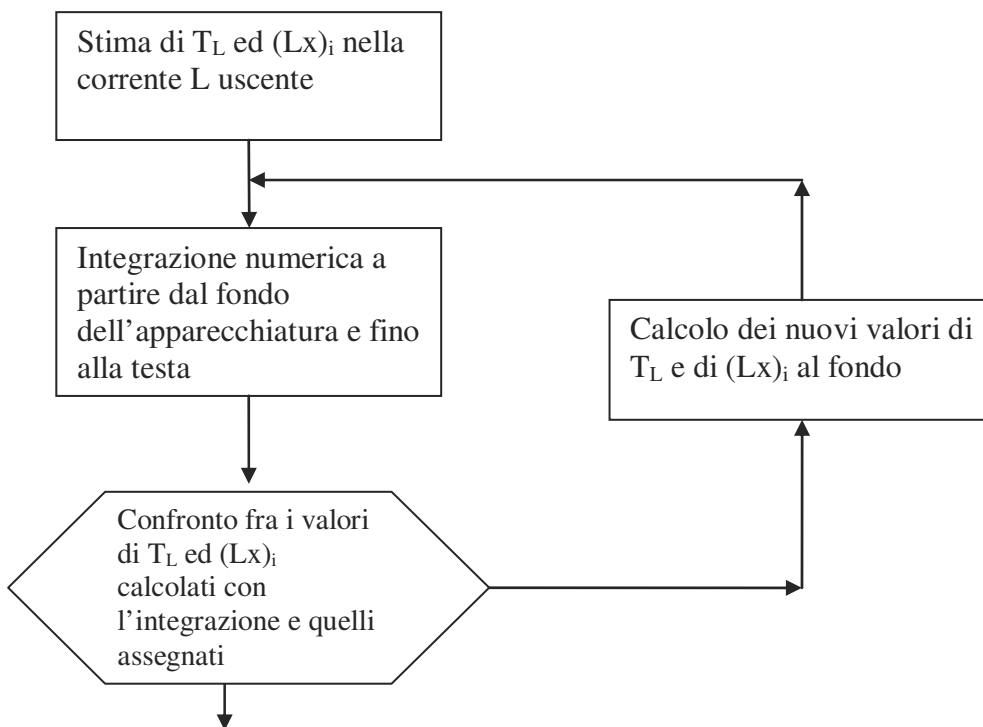 Stima di T_L ed (Lx)_i nella
corrente L uscente
Integrazione numerica a
partire dal fondo
dell’apparecchiatura e fino
alla testa
Calcolo dei nuovi valori di
T_L e di (Lx)_i al fondo
Confronto fra i valori
di T_L ed (Lx)_i
calcolati con
l’integrazione e quelli
assegnati